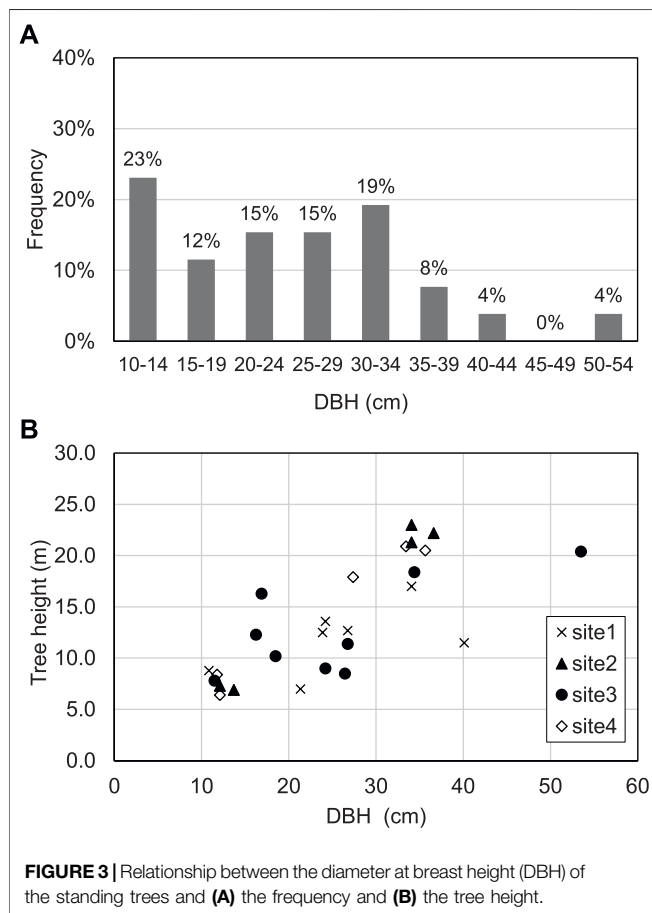 A
40%
30%
20%
10%
0%
Frequency
23%
12%
15%
15%
19%
8%
4%
0%
4%
10-14 15-19 20-24 25-29 30-34 35-39 40-44 45-49 50-54
DBH (cm)
B
30.0
25.0
20.0
15.0
10.0
5.0
0.0
Tree height (m)
site1
site2
site3
site4
0 10 20 30 40 50 60
DBH (cm)
FIGURE 3 | Relationship between the diameter at breast height (DBH) of
the standing trees and (A) the frequency and (B) the tree height.